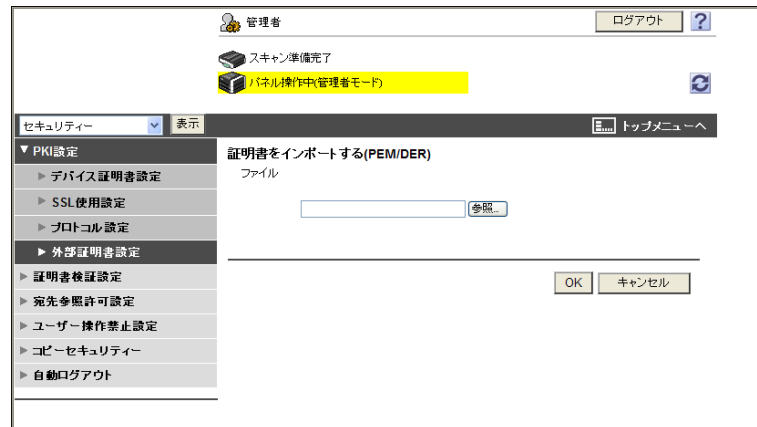 管理者
ログアウト
?
スキャン準備完了
パネル操作中(管理者モード)
セキュリティー
表示
トップメニューへ
▼PKI設定
▶デバイス証明書設定
▶SSL使用設定
▶プロトコル設定
▶外部証明書設定
▶証明書検証設定
▶宛先参照許可設定
▶ユーザー操作禁止設定
▶コピーセキュリティー
▶自動ログアウト
証明書をインポートする(PEM/DER)
ファイル
参照...
OK
キャンセル